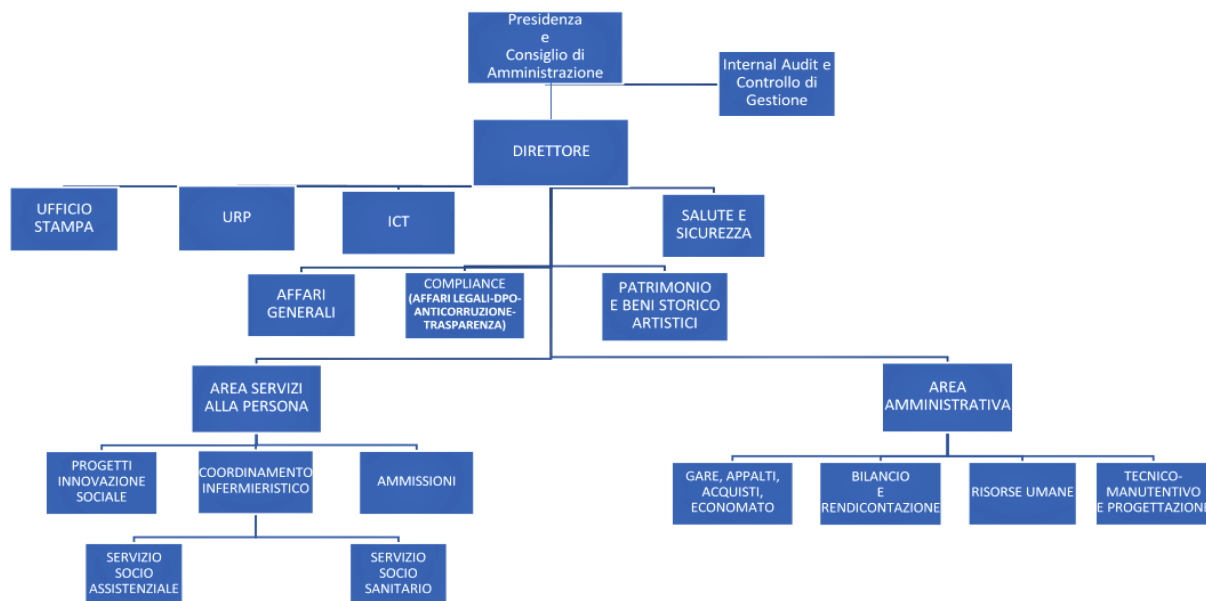 Presidenza
e
Consiglio di
Amministrazione
Internal Audit e
Controllo di
Gestione
DIRETTORE
UFFICIO
STAMPA
URP
ICT
SALUTE E
SICUREZZA
AFFARI
GENERALI
COMPLIANCE
(AFFARI LEGALI-DPO-
ANTICORRUZIONE-
TRASPARENZA)
PATRIMONIO
E BENI STORICO
ARTISTICI
AREA SERVIZI
ALLA PERSONA
AREA
AMMINISTRATIVA
PROGETTI
INNOVAZIONE
SOCIALE
COORDINAMENTO
INFERMIERISTICO
AMMISSIONI
GARE, APPALTI,
ACQUISTI,
ECONOMATO
BILANCIO
E
RENDICONTAZIONE
RISORSE UMANE
TECNICO-
MANUTENTIVO
E PROGETTAZIONE
SERVIZIO
SOCIO
ASSISTENZIALE
SERVIZIO
SOCIO
SANITARIO